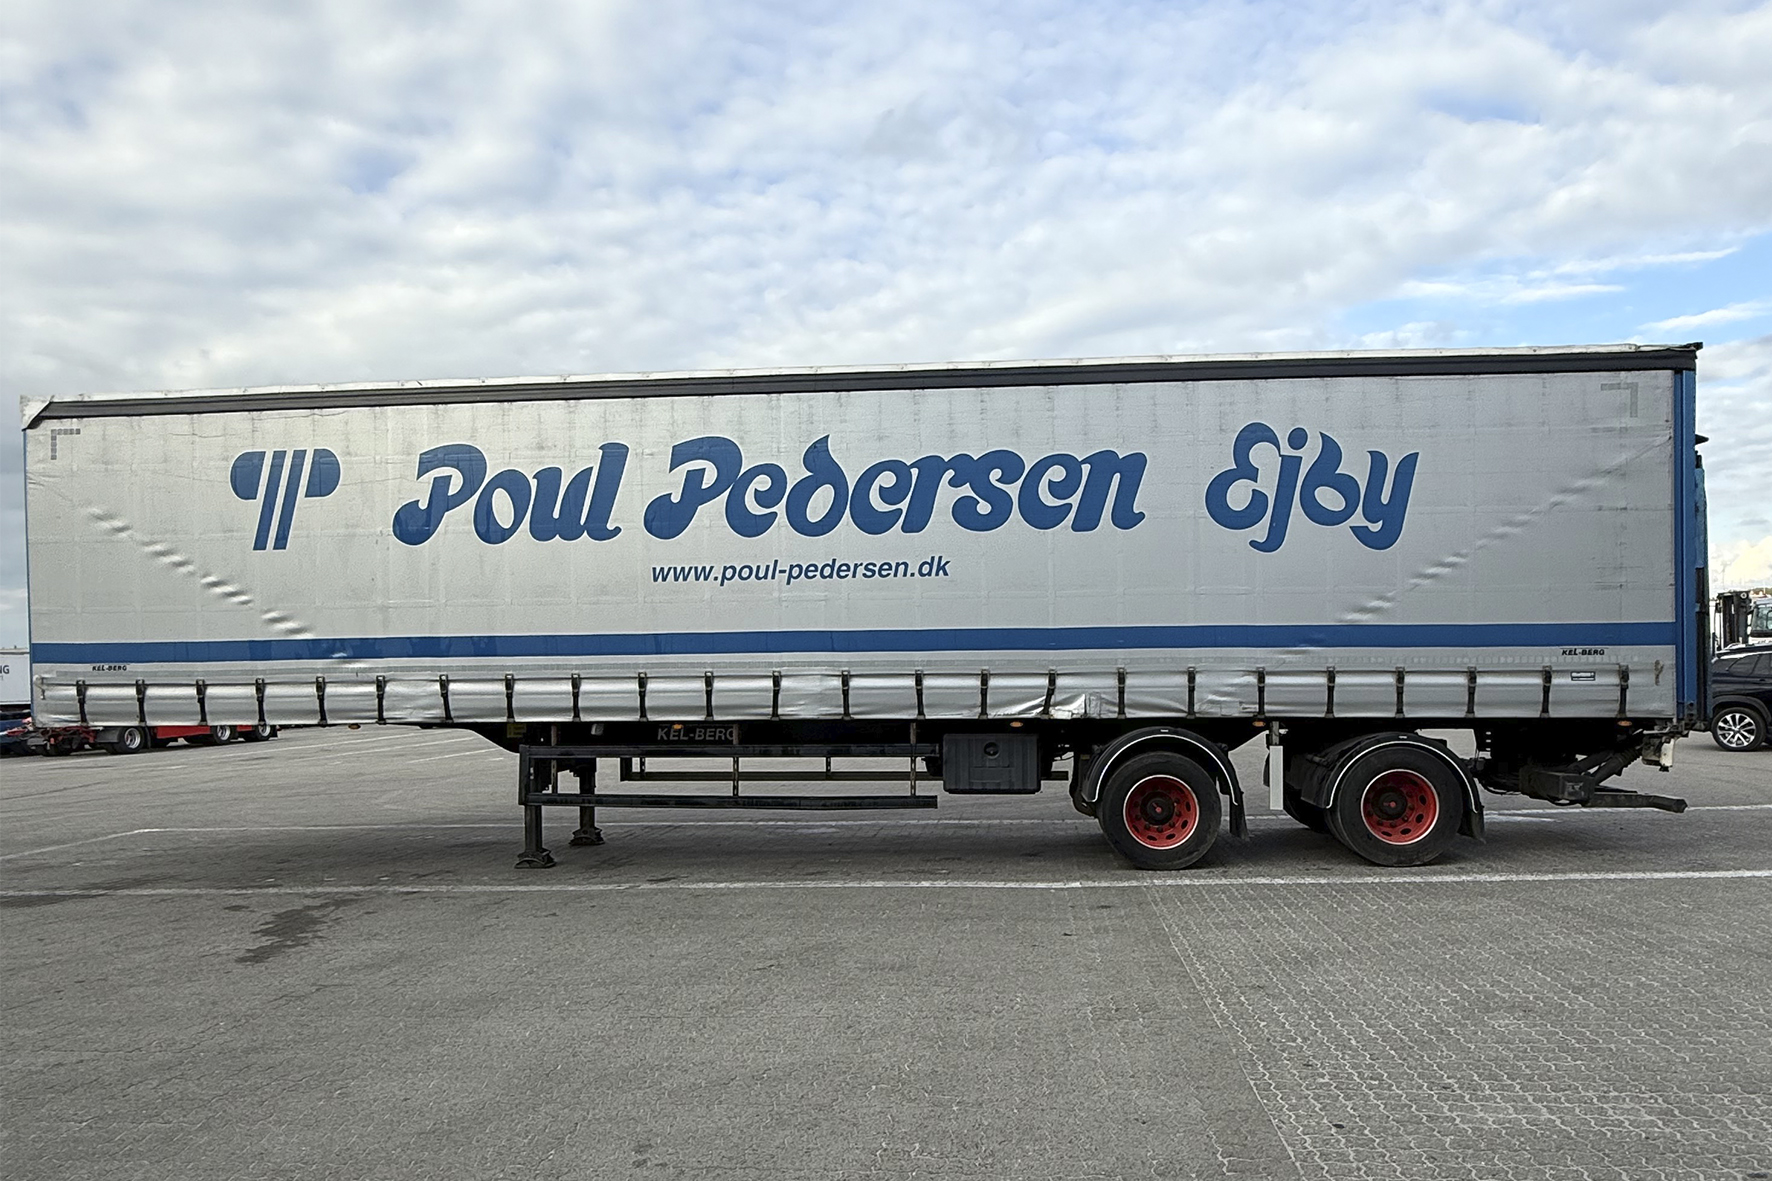 Poul Pedersen Ejby
www.poul-pedersen.dk
KEL-BERG
KEL-BERG
KEL-BERG